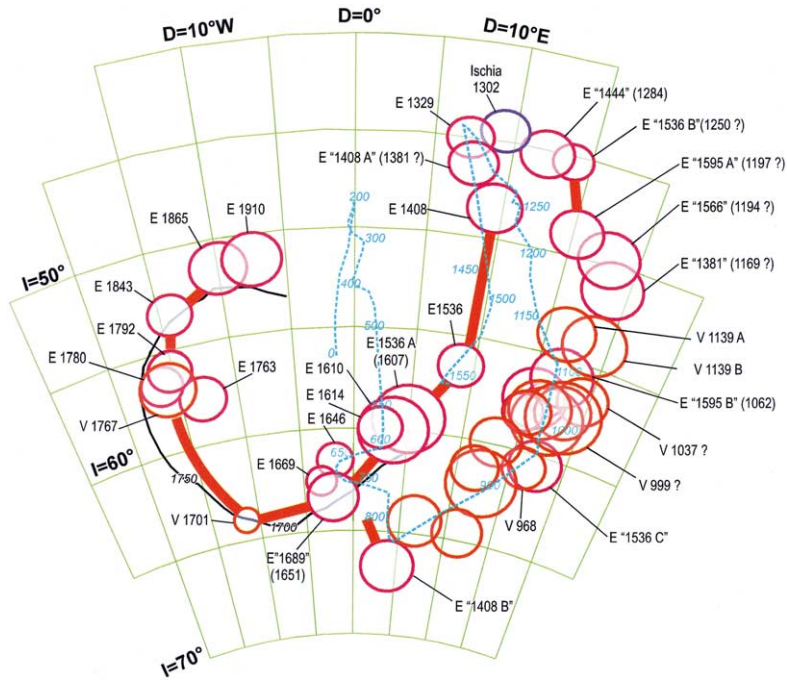 D=10°W
D=0°
D=10°E
Ischia
1302
E 1329
E "1444" (1284)
E "1536 B"(1250 ?)
E "1408 A" (1381 ?)
E "1595 A" (1197 ?)
E 1910
200
E 1408
1250
E "1566" (1194 ?)
E 1865
300
1200
E "1381" (1169 ?)
I=50°
1450
400
E 1843
1500
1150
500
V 1139 A
E 1792
0
E 1536 A
(1607)
E1536
V 1139 B
E 1780
E 1763
E 1610
1550
1100
E "1595 B" (1062)
E 1614
V 1767
E 1646
600
1000
V 1037 ?
I=60°
65
E 1669
V 999 ?
1750
V 968
E "1536 C"
V 1701
1700
800
E"1689"
(1651)
E "1408 B"
I=70°